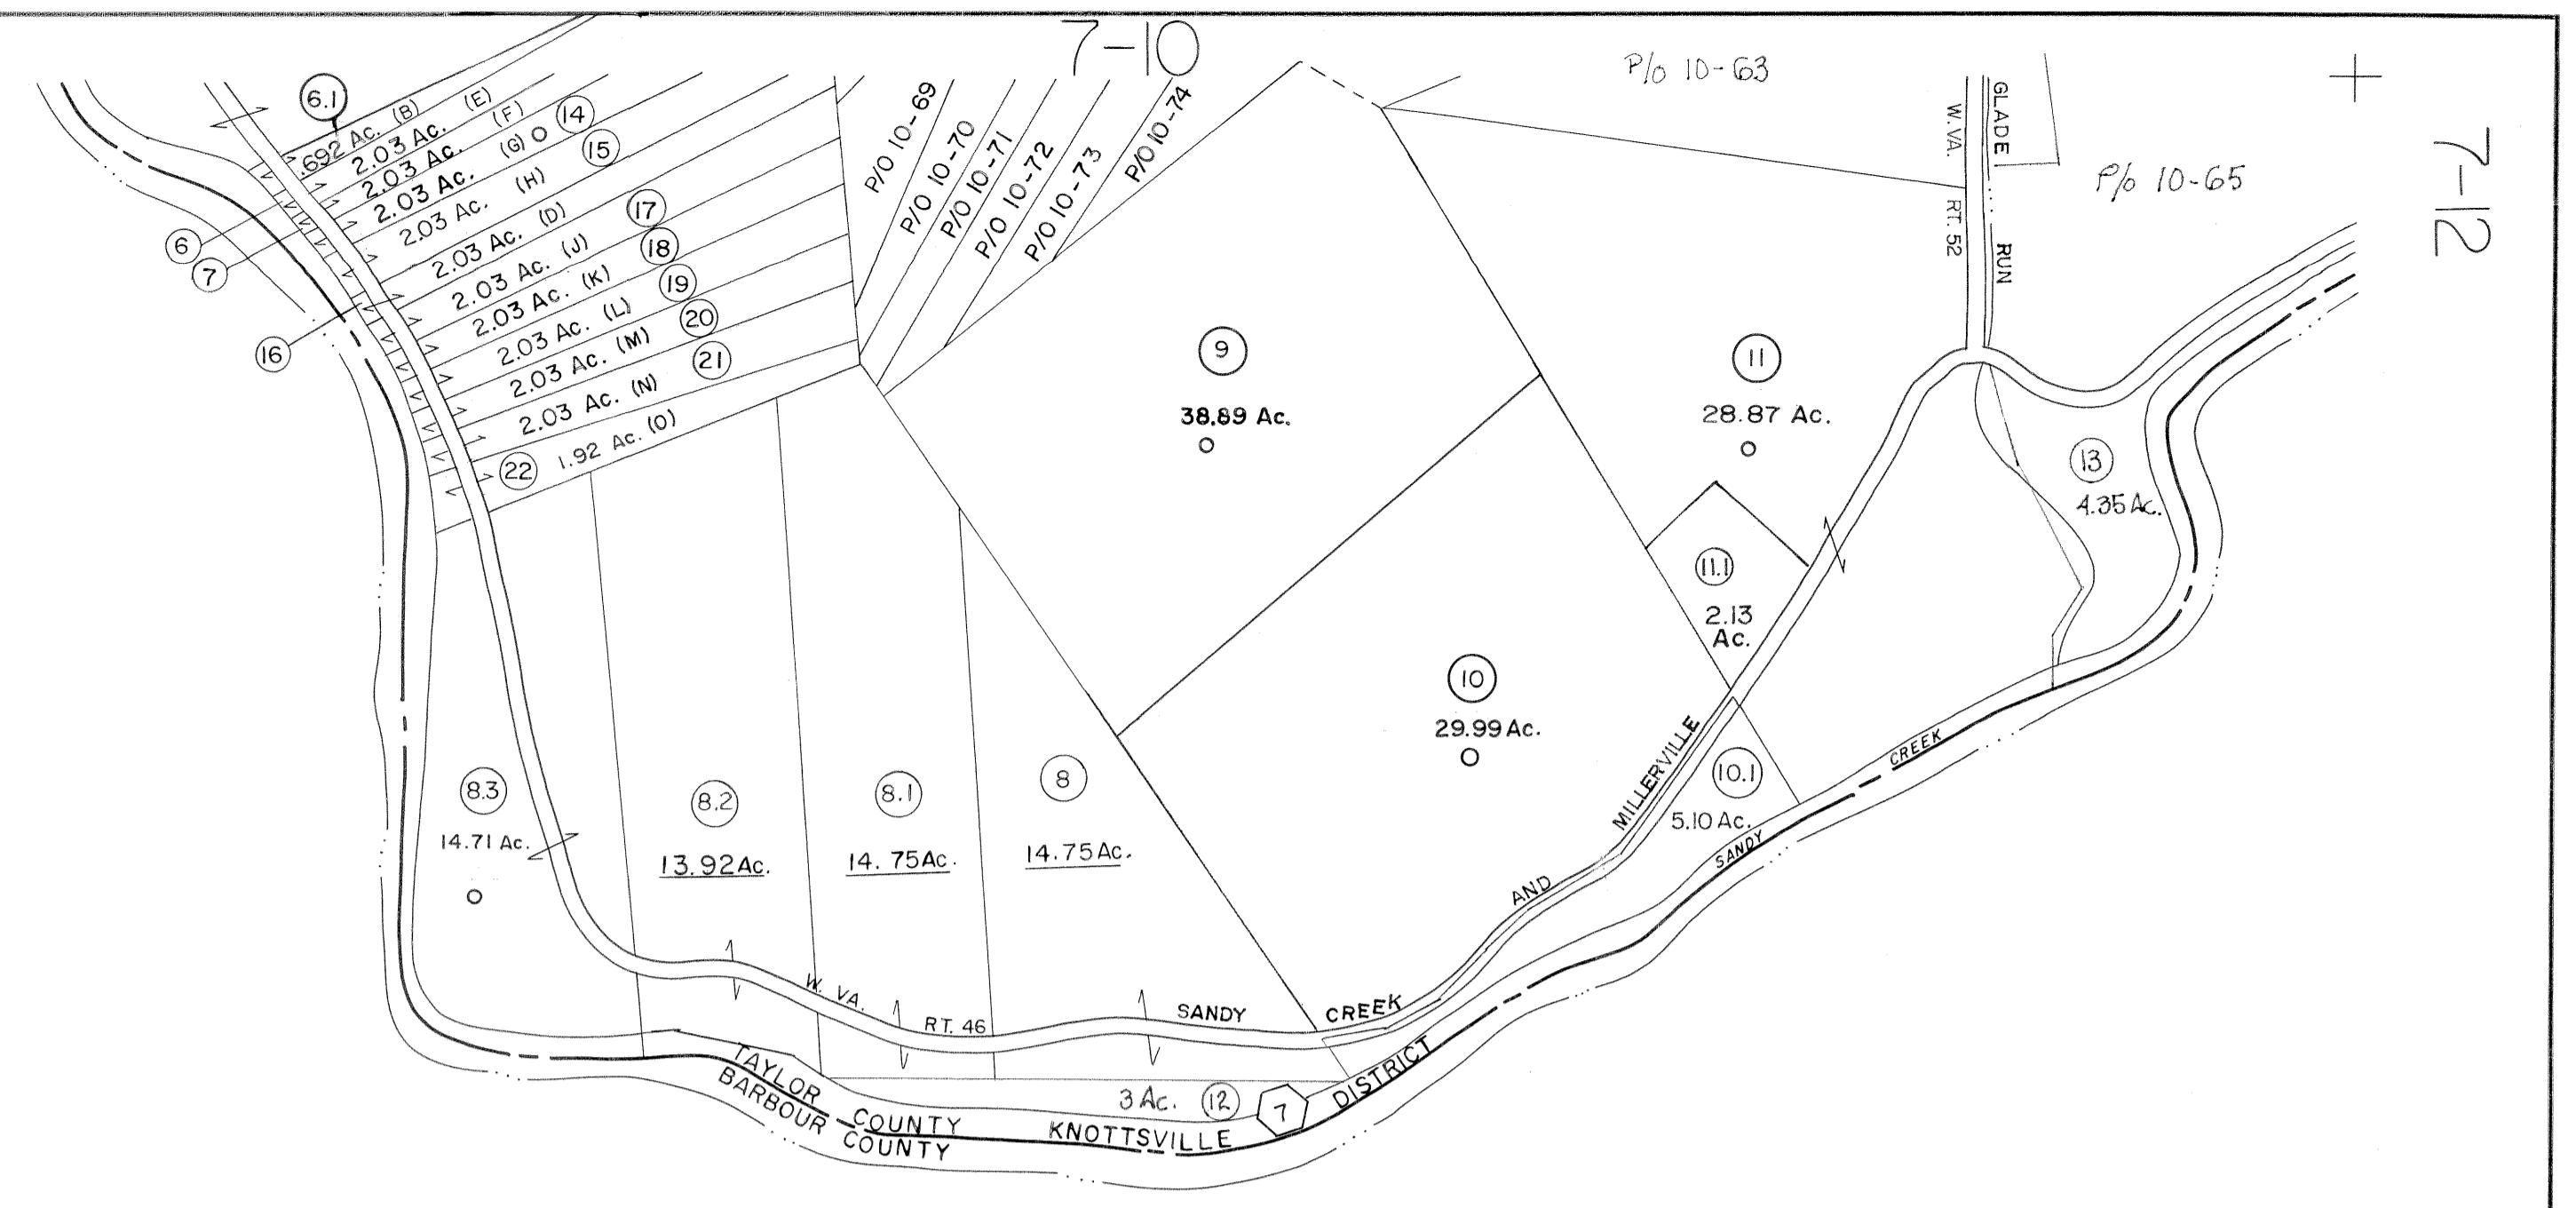 7-10
P/O 10-63
7-12
P/O 10-65
GLADE RUN
W. VA. RT. 52
P/O 10-69
P/O 10-70
P/O 10-71
P/O 10-72
P/O 10-73
P/O 10-74
6.1
.692 Ac. (B)
2.03 Ac. (E)
2.03 Ac. (F)
2.03 Ac. (G) 14
2.03 Ac. (H) 15
2.03 Ac. (D)
2.03 Ac. (J) 17
2.03 Ac. (K) 18
2.03 Ac. (L) 19
2.03 Ac. (M) 20
2.03 Ac. (N) 21
22 1.92 Ac. (O)
6
7
16
9
38.89 Ac.
11
28.87 Ac.
13
4.35 Ac.
11.1
2.13
Ac.
10
29.99 Ac.
10.1
5.10 Ac.
8.3
14.71 Ac.
8.2
13.92 Ac.
8.1
14.75 Ac.
8
14.75 Ac.
W. VA. RT. 46
SANDY CREEK AND MILLERVILLE
SANDY CREEK
3 Ac. 12
7
TAYLOR COUNTY KNOTTSVILLE DISTRICT
BARBOUR COUNTY